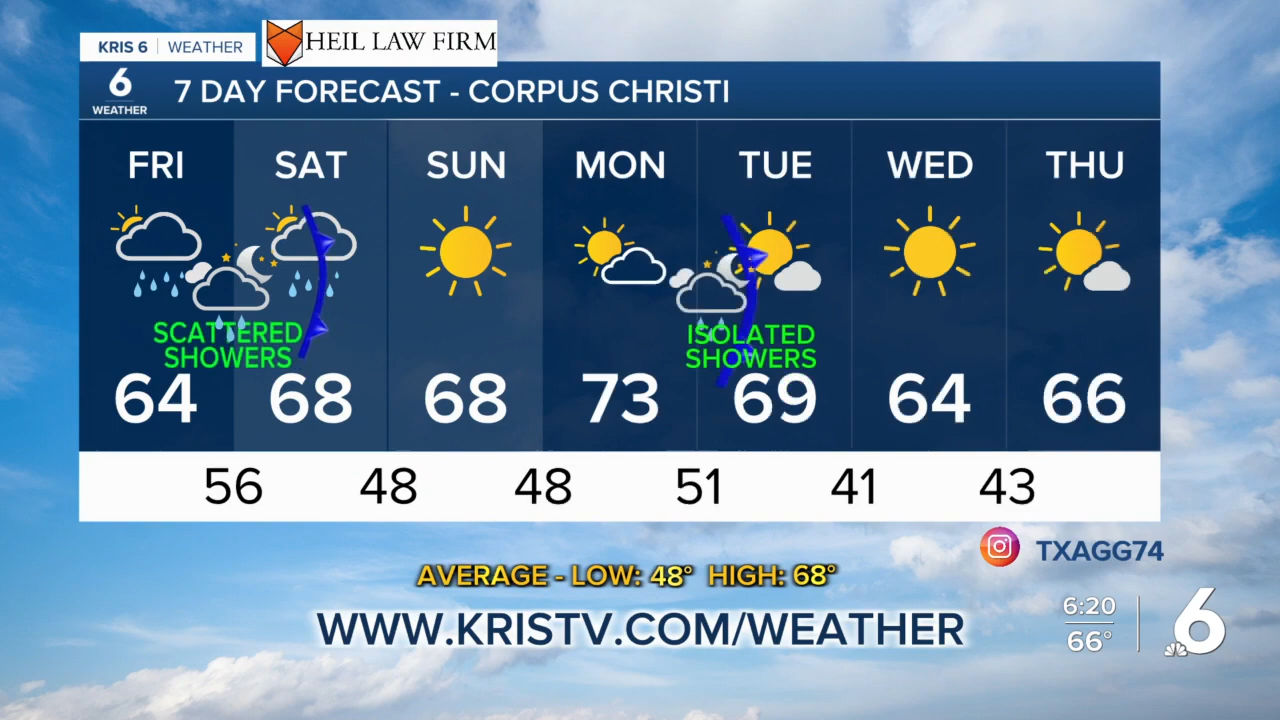 KRIS 6 | WEATHER
HEIL LAW FIRM
6
WEATHER
7 DAY FORECAST - CORPUS CHRISTI
FRI SAT SUN MON TUE WED THU
SCATTERED SHOWERS
ISOLATED SHOWERS
64 68 68 73 69 64 66
56 48 48 51 41 43
TXAGG74
AVERAGE - LOW: 48° HIGH: 68°
WWW.KRISTV.COM/WEATHER
6:20
66°
6